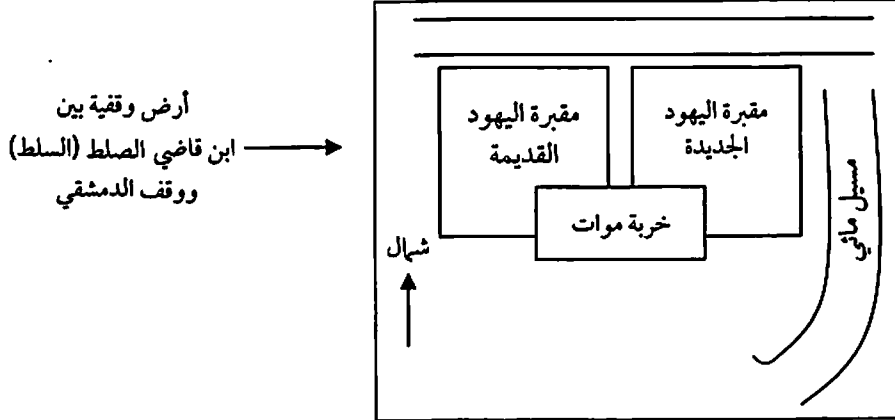 أرض وقفية بين
ابن قاضي الصلط (السلط)
ووقف الدمشقي
مقبرة اليهود
الجديدة
مقبرة اليهود
القديمة
خربة موات
مسيل مائي
شمال